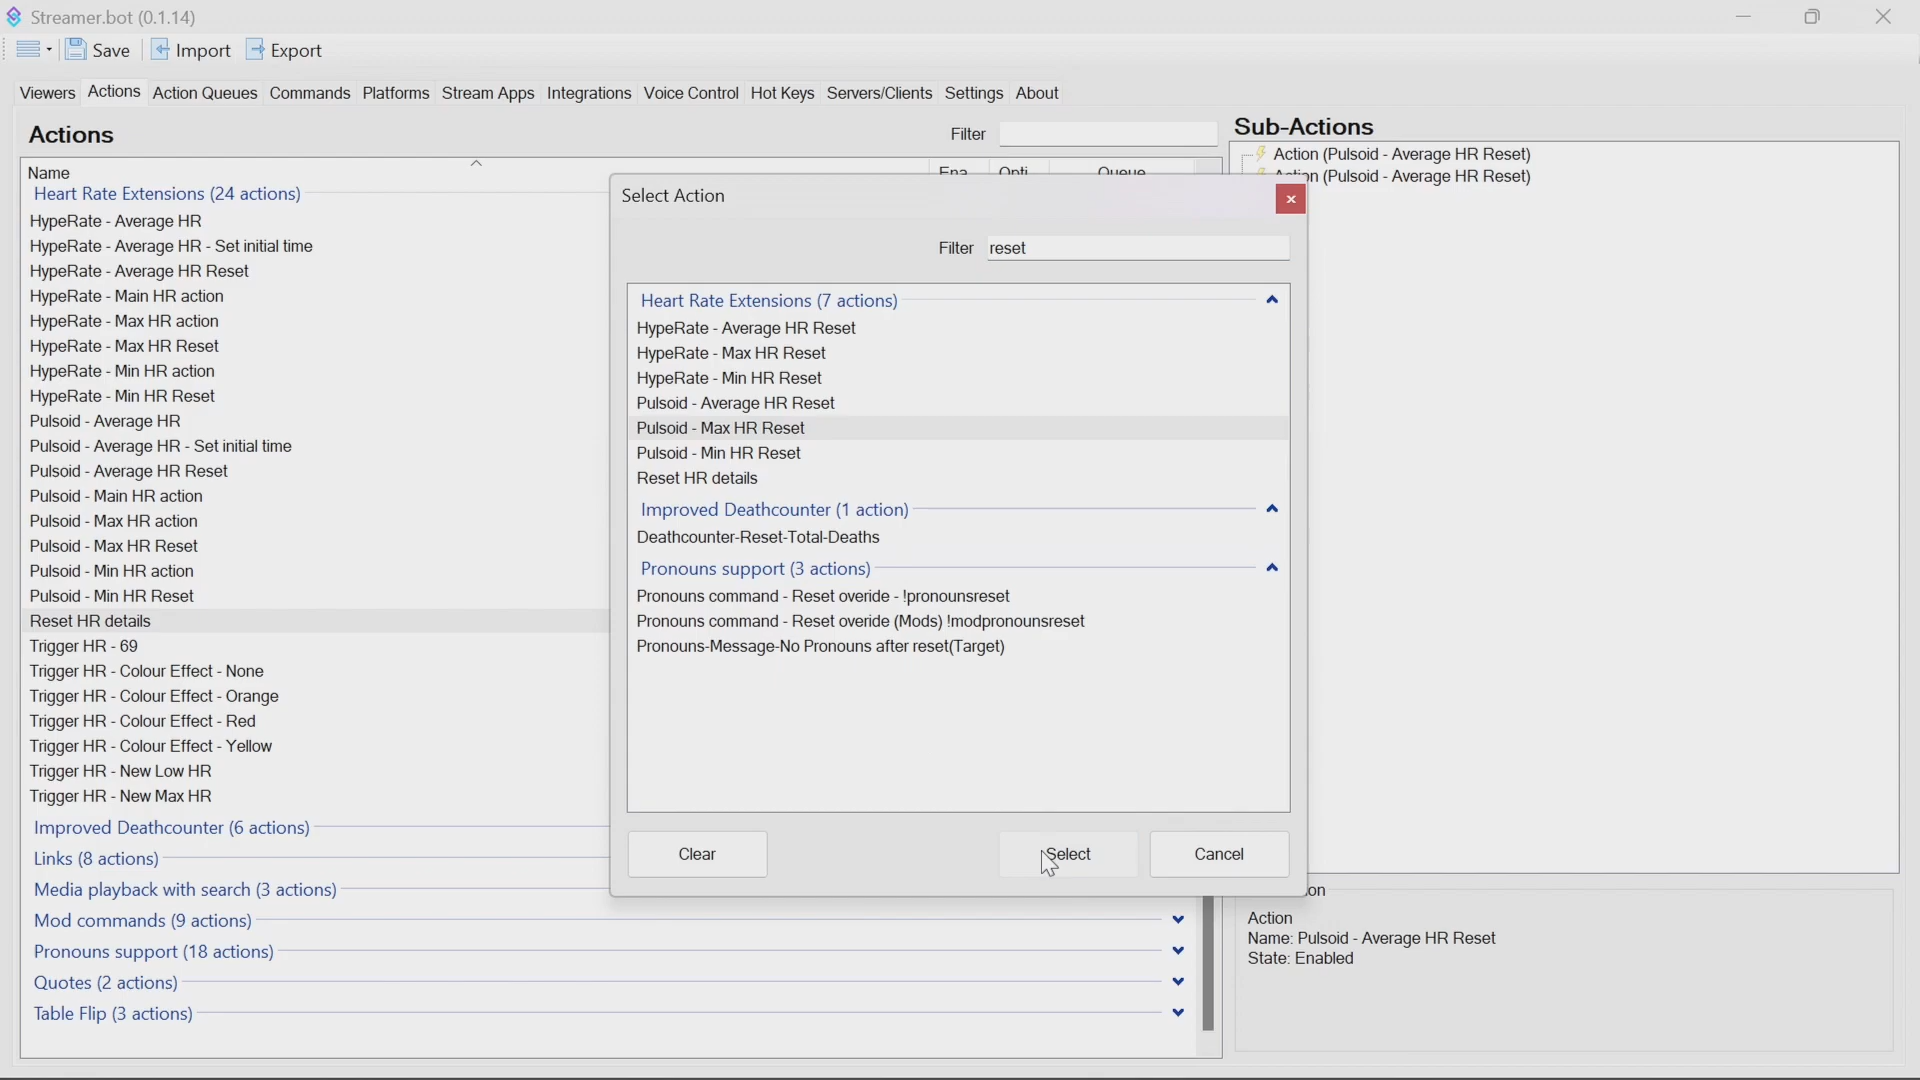 Streamer.bot (0.1.14)
Save Import Export
Viewers Actions Action Queues Commands Platforms Stream Apps Integrations Voice Control Hot Keys Servers/Clients Settings About
Actions
Filter
Name
Ena... Opti... Queue
Heart Rate Extensions (24 actions)
HypeRate - Average HR
HypeRate - Average HR - Set initial time
HypeRate - Average HR Reset
HypeRate - Main HR action
HypeRate - Max HR action
HypeRate - Max HR Reset
HypeRate - Min HR action
HypeRate - Min HR Reset
Pulsoid - Average HR
Pulsoid - Average HR - Set initial time
Pulsoid - Average HR Reset
Pulsoid - Main HR action
Pulsoid - Max HR action
Pulsoid - Max HR Reset
Pulsoid - Min HR action
Pulsoid - Min HR Reset
Reset HR details
Trigger HR - 69
Trigger HR - Colour Effect - None
Trigger HR - Colour Effect - Orange
Trigger HR - Colour Effect - Red
Trigger HR - Colour Effect - Yellow
Trigger HR - New Low HR
Trigger HR - New Max HR
Improved Deathcounter (6 actions)
Links (8 actions)
Media playback with search (3 actions)
Mod commands (9 actions)
Pronouns support (18 actions)
Quotes (2 actions)
Table Flip (3 actions)
Select Action
Filter reset
Heart Rate Extensions (7 actions)
HypeRate - Average HR Reset
HypeRate - Max HR Reset
HypeRate - Min HR Reset
Pulsoid - Average HR Reset
Pulsoid - Max HR Reset
Pulsoid - Min HR Reset
Reset HR details
Improved Deathcounter (1 action)
Deathcounter-Reset-Total-Deaths
Pronouns support (3 actions)
Pronouns command - Reset overide - !pronounsreset
Pronouns command - Reset overide (Mods) !modpronounsreset
Pronouns-Message-No Pronouns after reset(Target)
Clear Select Cancel
Sub-Actions
Action (Pulsoid - Average HR Reset)
Action (Pulsoid - Average HR Reset)
on
Action
Name: Pulsoid - Average HR Reset
State: Enabled